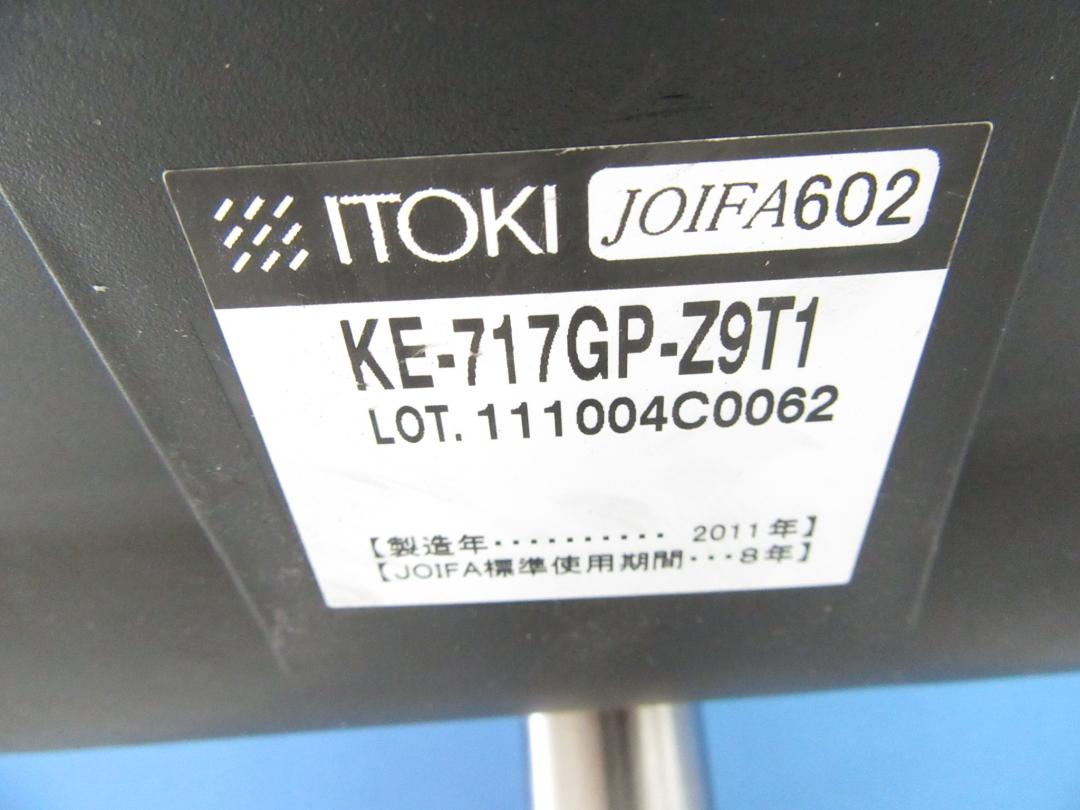 ITOKI JOIFA602
KE-717GP-Z9T1
LOT. 111004C0062
【製造年·········· 2011年】
【JOIFA標準使用期間···8年】